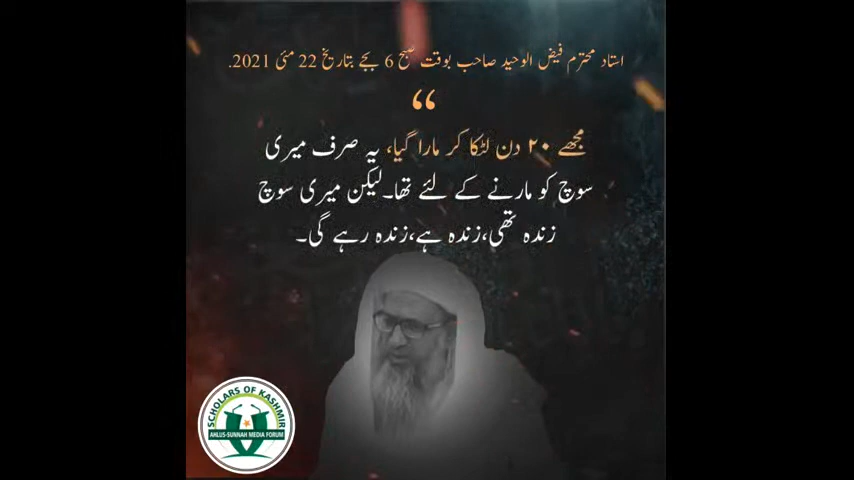 استاد محترم فیض الوحید صاحب بوقت صبح 6 بجے بتاریخ 22 مئی 2021.
“
مجھے ۲۰ دن لٹکا کر مارا گیا، یہ صرف میری
سوچ کو مارنے کے لئے تھا۔لیکن میری سوچ
زندہ تھی،زندہ ہے،زندہ رہے گی۔
SCHOLARS OF KASHMIR
AHLUS-SUNNAH MEDIA FORUM